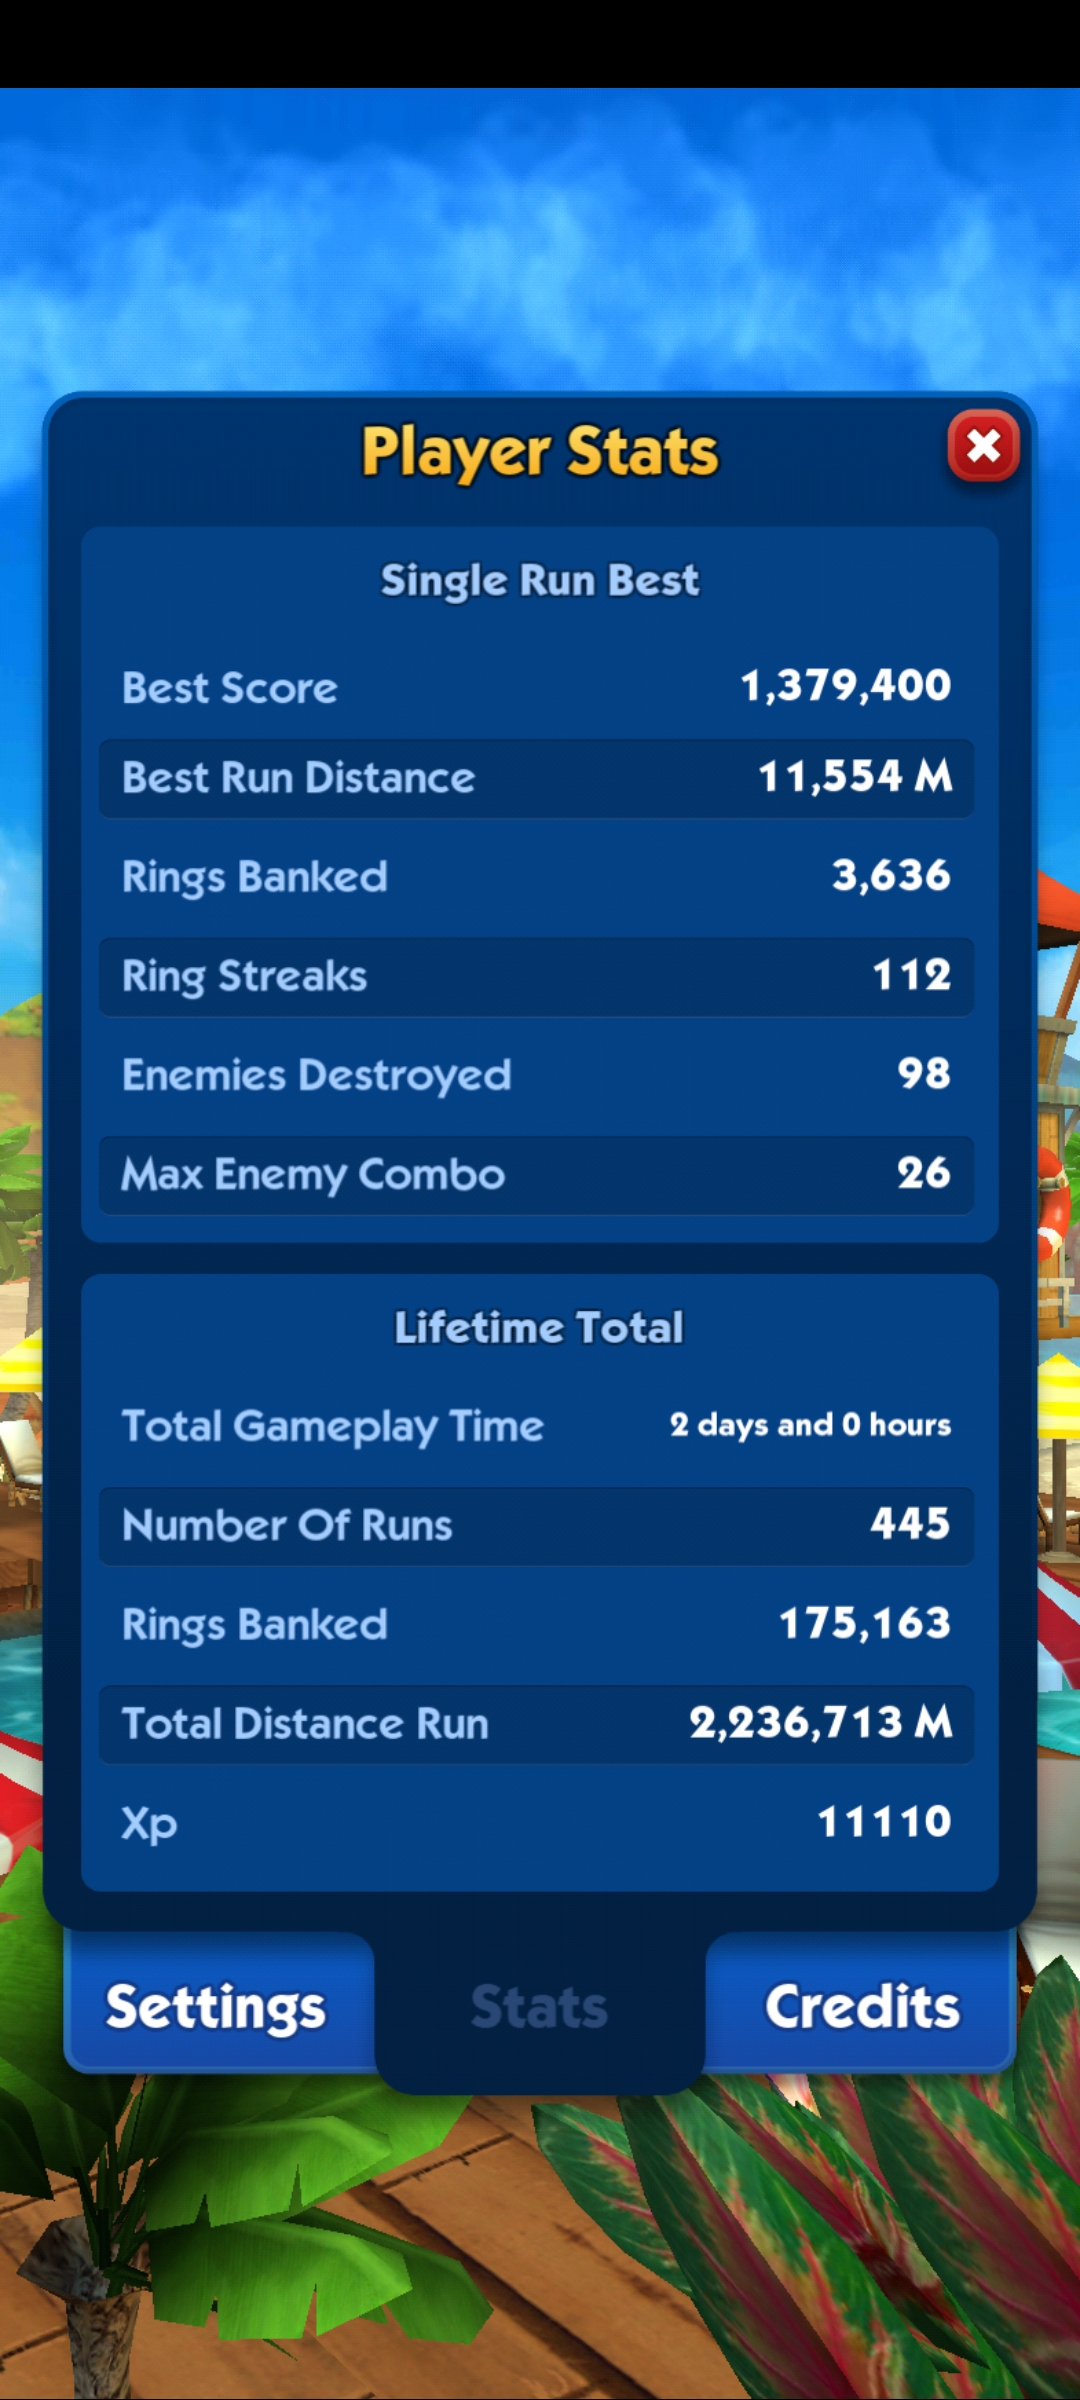 Player Stats
Single Run Best
Best Score 1,379,400
Best Run Distance 11,554 M
Rings Banked 3,636
Ring Streaks 112
Enemies Destroyed 98
Max Enemy Combo 26
Lifetime Total
Total Gameplay Time 2 days and 0 hours
Number Of Runs 445
Rings Banked 175,163
Total Distance Run 2,236,713 M
Xp 11110
Settings Stats Credits